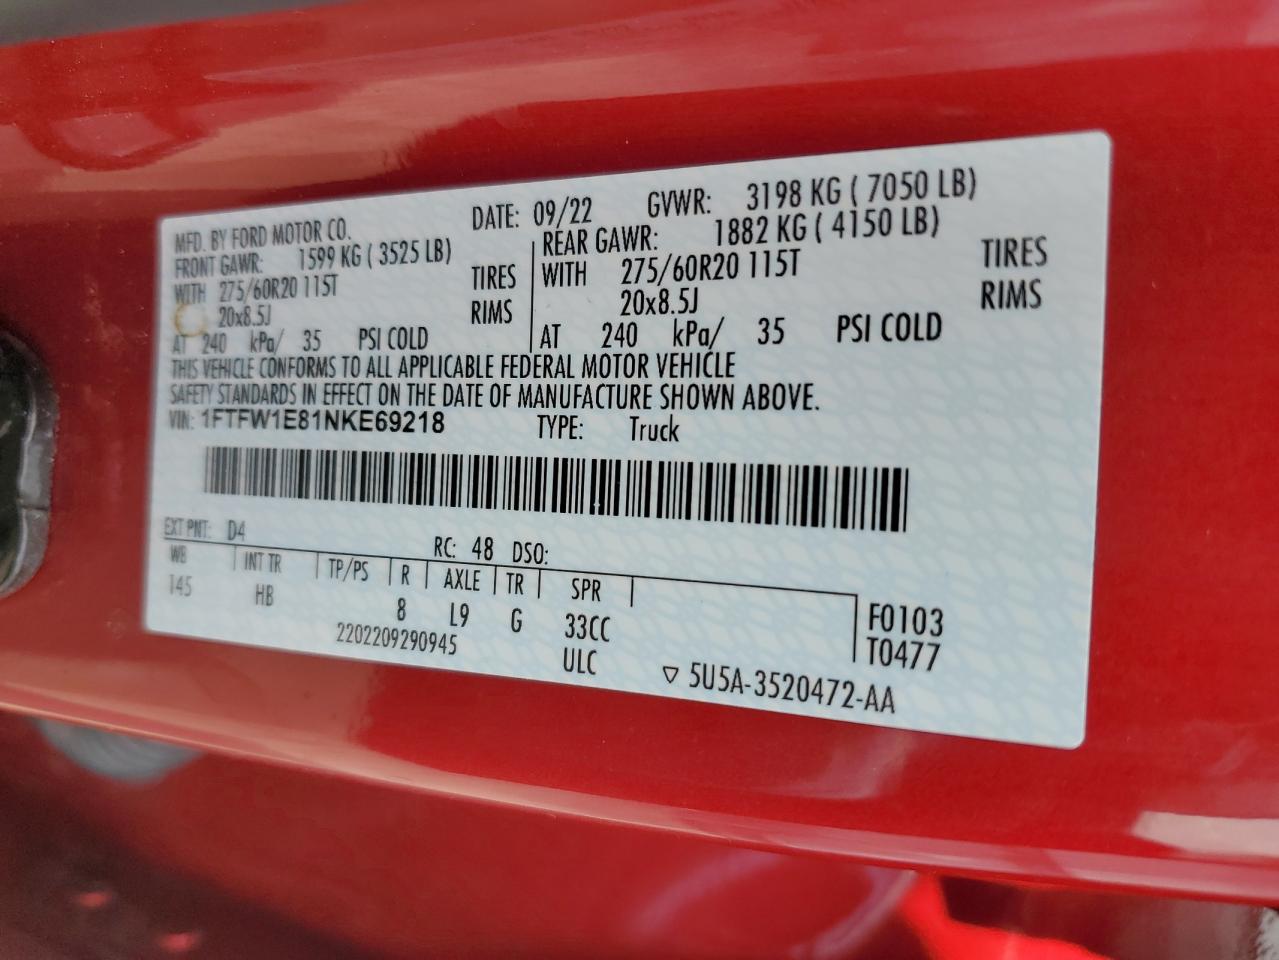 MFD. BY FORD MOTOR CO. DATE: 09/22 GVWR: 3198 KG ( 7050 LB)
FRONT GAWR: 1599 KG ( 3525 LB) REAR GAWR: 1882 KG ( 4150 LB)
WITH 275/60R20 115T TIRES WITH 275/60R20 115T TIRES
20x8.5J RIMS 20x8.5J RIMS
AT 240 kPa/ 35 PSI COLD AT 240 kPa/ 35 PSI COLD
THIS VEHICLE CONFORMS TO ALL APPLICABLE FEDERAL MOTOR VEHICLE
SAFETY STANDARDS IN EFFECT ON THE DATE OF MANUFACTURE SHOWN ABOVE.
VIN: 1FTFW1E81NKE69218 TYPE: Truck
EXT PNT: D4 RC: 48 DSO:
WB INT TR TP/PS R AXLE TR SPR F0103
145 HB 8 L9 G 33CC T0477
2202209290945 ULC ▽ 5U5A-3520472-AA